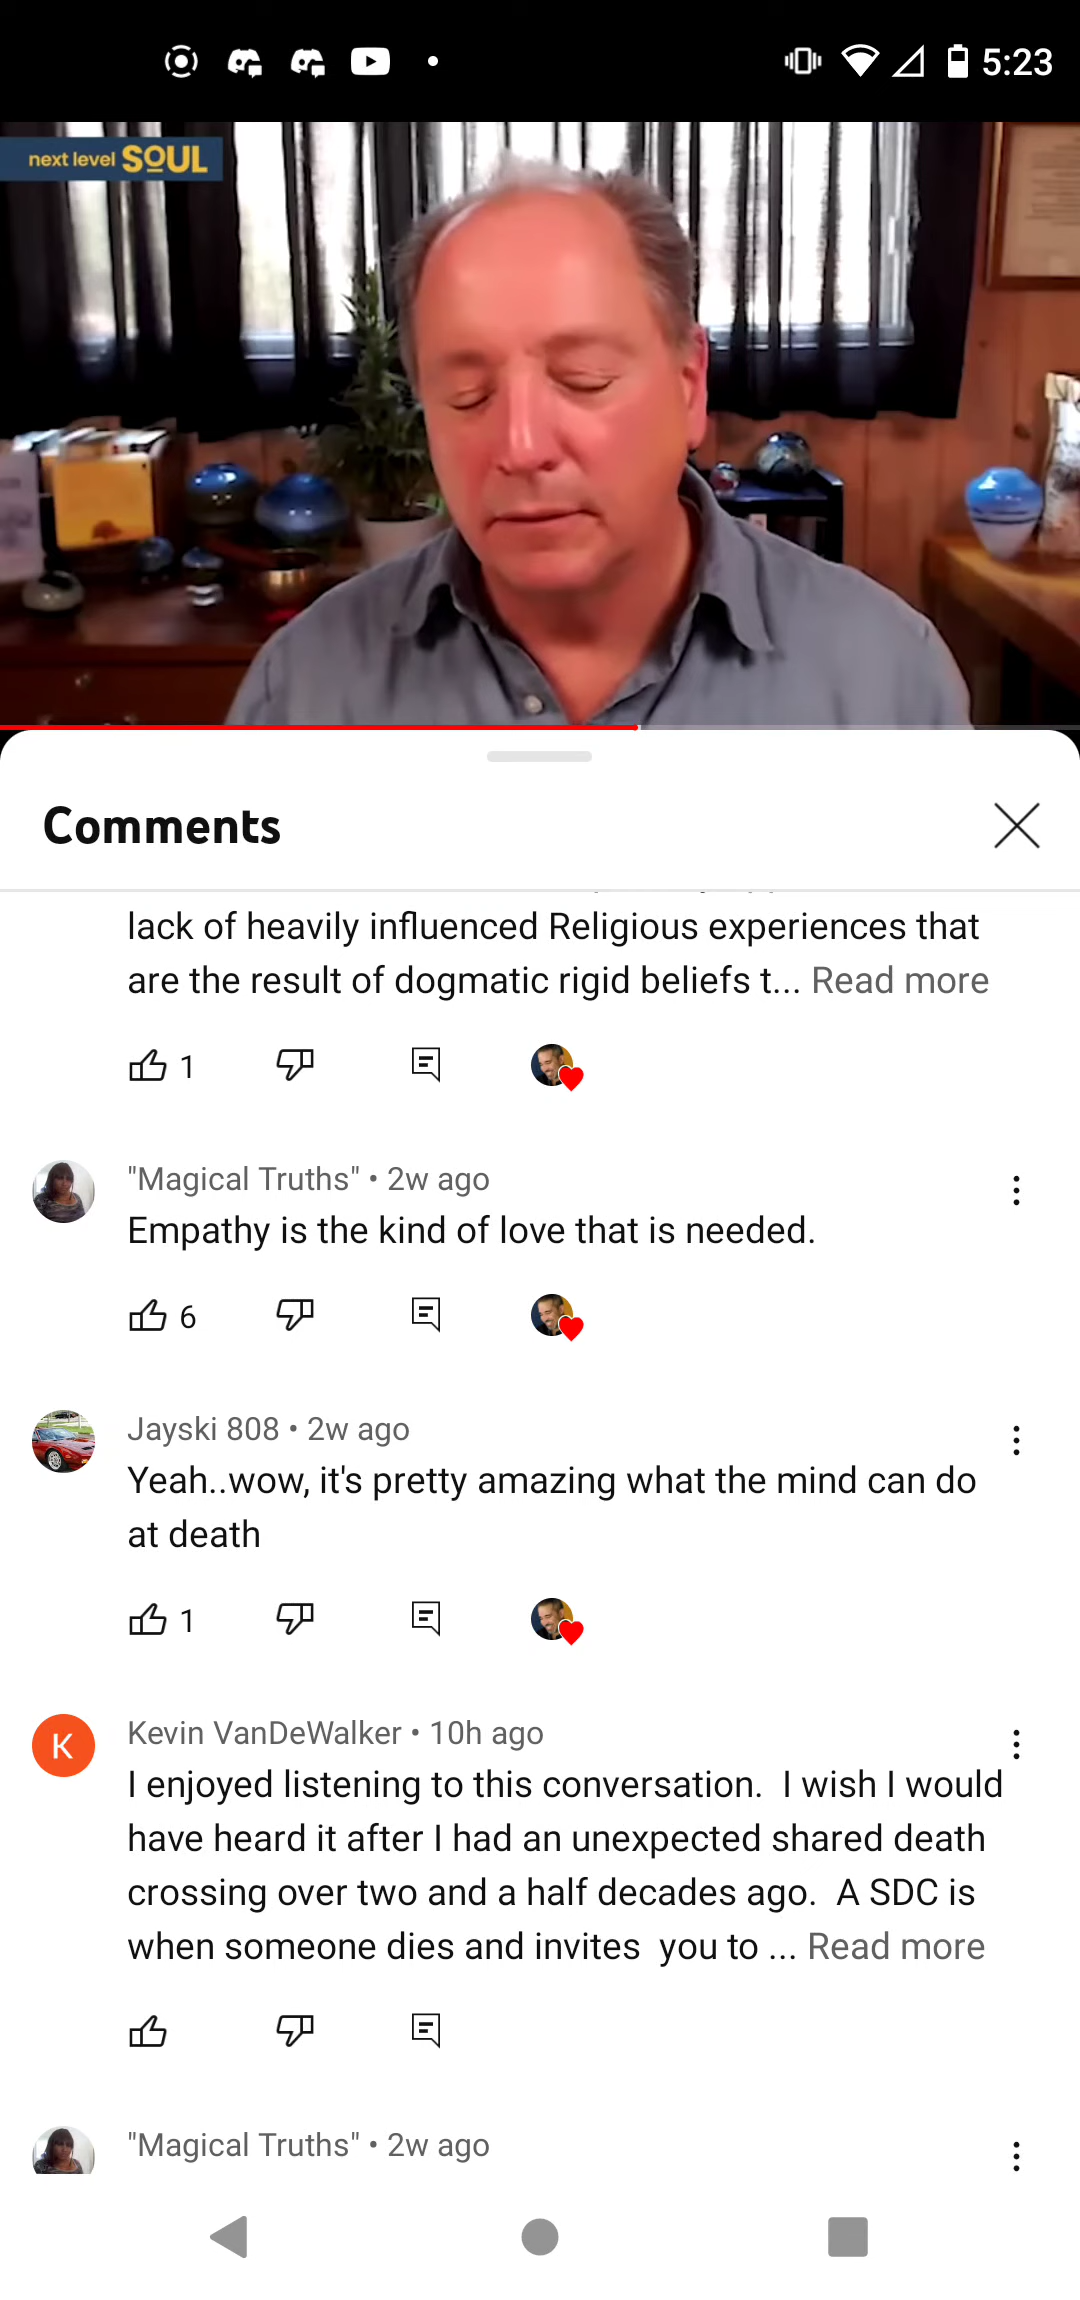 5:23
next level SOUL
Comments
lack of heavily influenced Religious experiences that
are the result of dogmatic rigid beliefs t... Read more
1
"Magical Truths" • 2w ago
Empathy is the kind of love that is needed.
6
Jayski 808 • 2w ago
Yeah..wow, it's pretty amazing what the mind can do
at death
1
K
Kevin VanDeWalker • 10h ago
I enjoyed listening to this conversation.  I wish I would
have heard it after I had an unexpected shared death
crossing over two and a half decades ago.  A SDC is
when someone dies and invites  you to ... Read more
"Magical Truths" • 2w ago